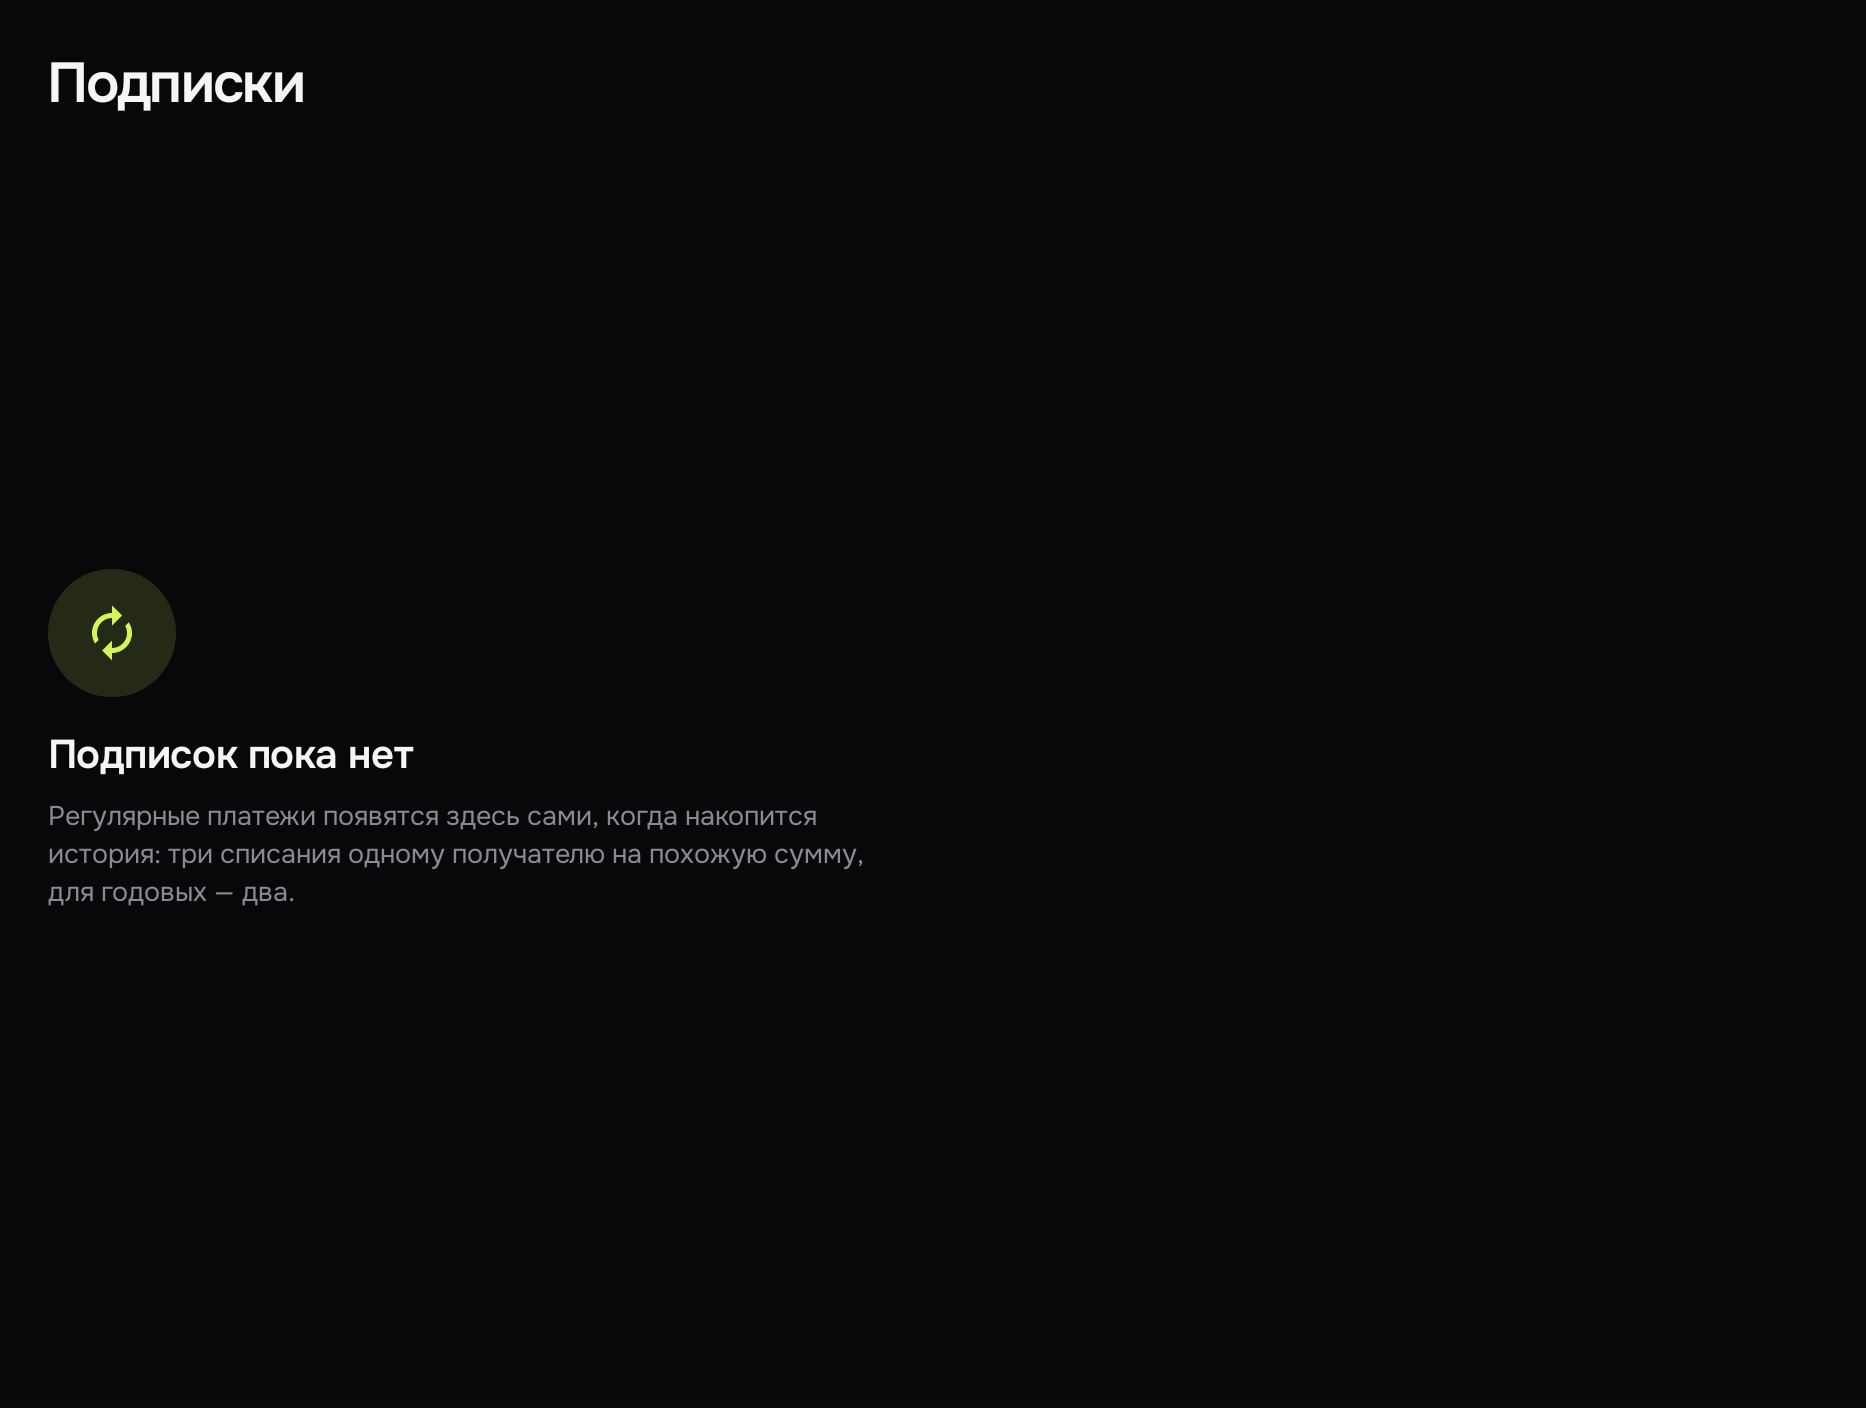 Подписки
Подписок пока нет
Регулярные платежи появятся здесь сами, когда накопится
история: три списания одному получателю на похожую сумму,
для годовых — два.